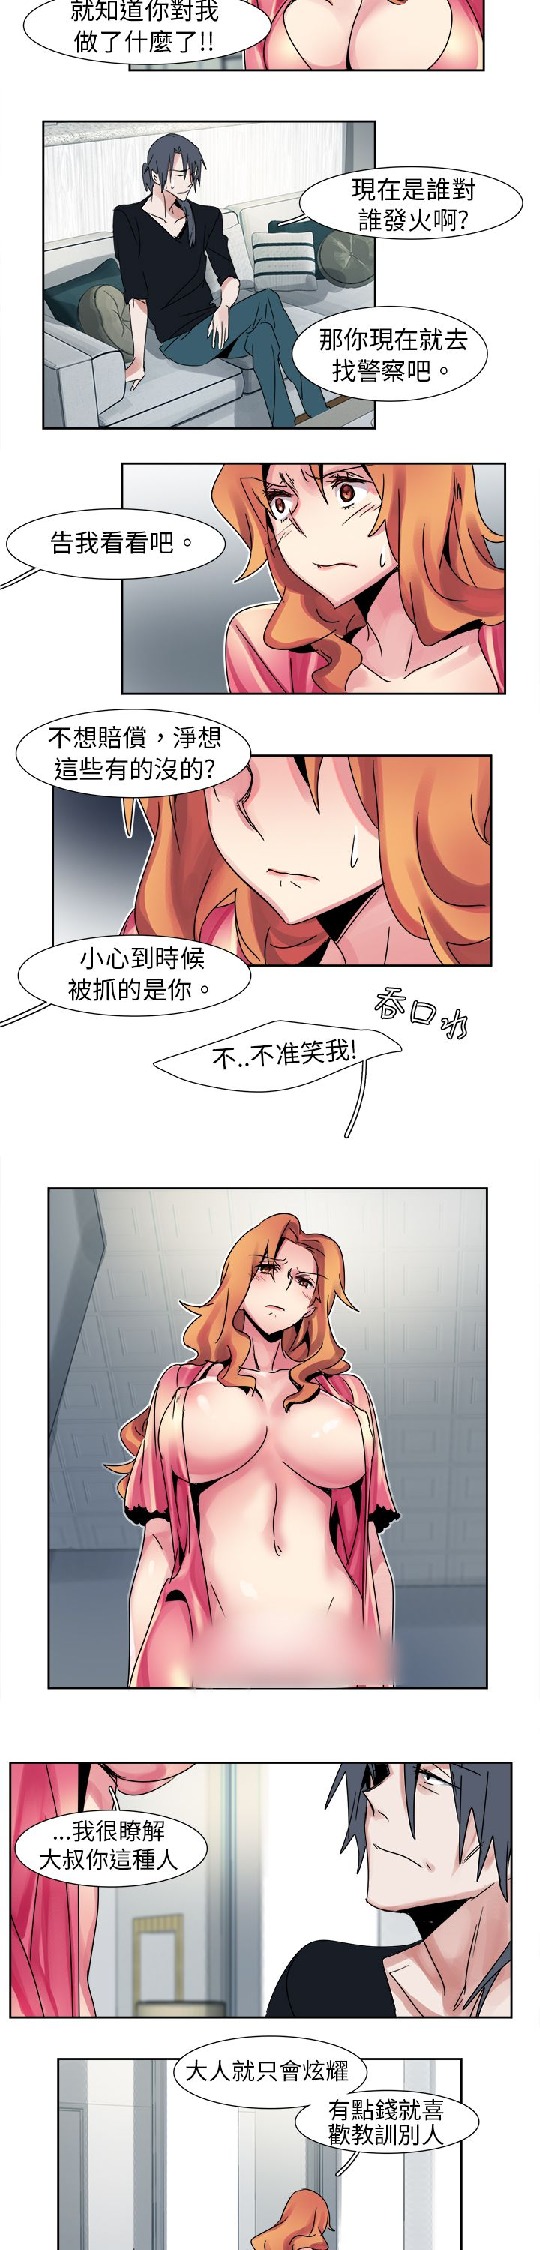 就知道你對我
做了什麼了!!
現在是誰對
誰發火啊?
那你現在就去
找警察吧。
告我看看吧。
不想賠償，淨想
這些有的沒的?
小心到時候
被抓的是你。
吞口水
不..不准笑我!
...我很瞭解
大叔你這種人
大人就只會炫耀
有點錢就喜
歡教訓別人